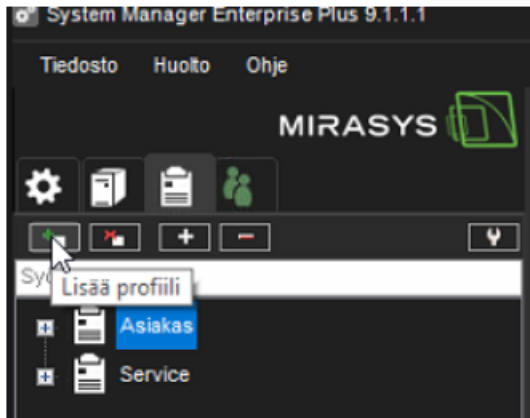 System Manager Enterprise Plus 9.1.1.1
Tiedosto Huolto Ohje
MIRASYS
Lisää profiili
Asiakas
Service